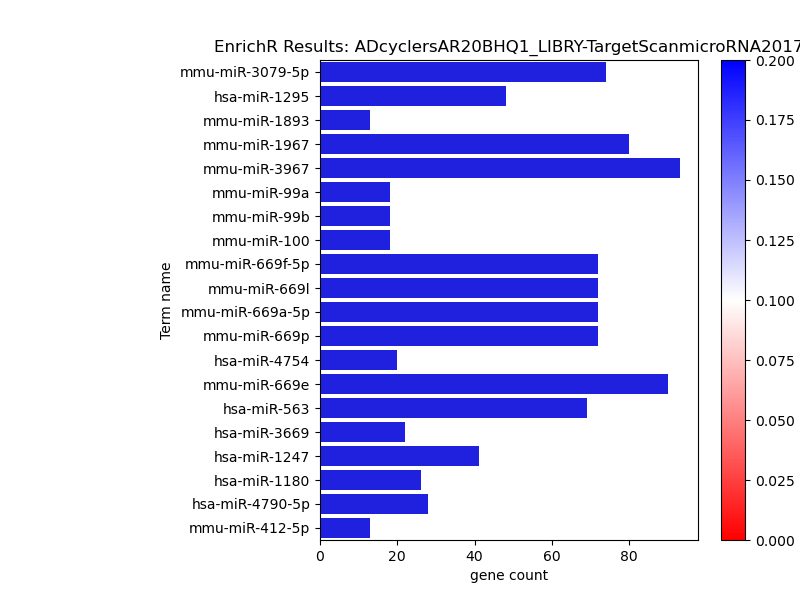 EnrichR Results: ADcyclersAR20BHQ1_LIBRY-TargetScanmicroRNA2017
mmu-miR-3079-5p
hsa-miR-1295
mmu-miR-1893
mmu-miR-1967
mmu-miR-3967
mmu-miR-99a
mmu-miR-99b
mmu-miR-100
mmu-miR-669f-5p
mmu-miR-669l
mmu-miR-669a-5p
mmu-miR-669p
hsa-miR-4754
mmu-miR-669e
hsa-miR-563
hsa-miR-3669
hsa-miR-1247
hsa-miR-1180
hsa-miR-4790-5p
mmu-miR-412-5p
Term name
0 20 40 60 80
gene count
0.200
0.175
0.150
0.125
0.100
0.075
0.050
0.025
0.000